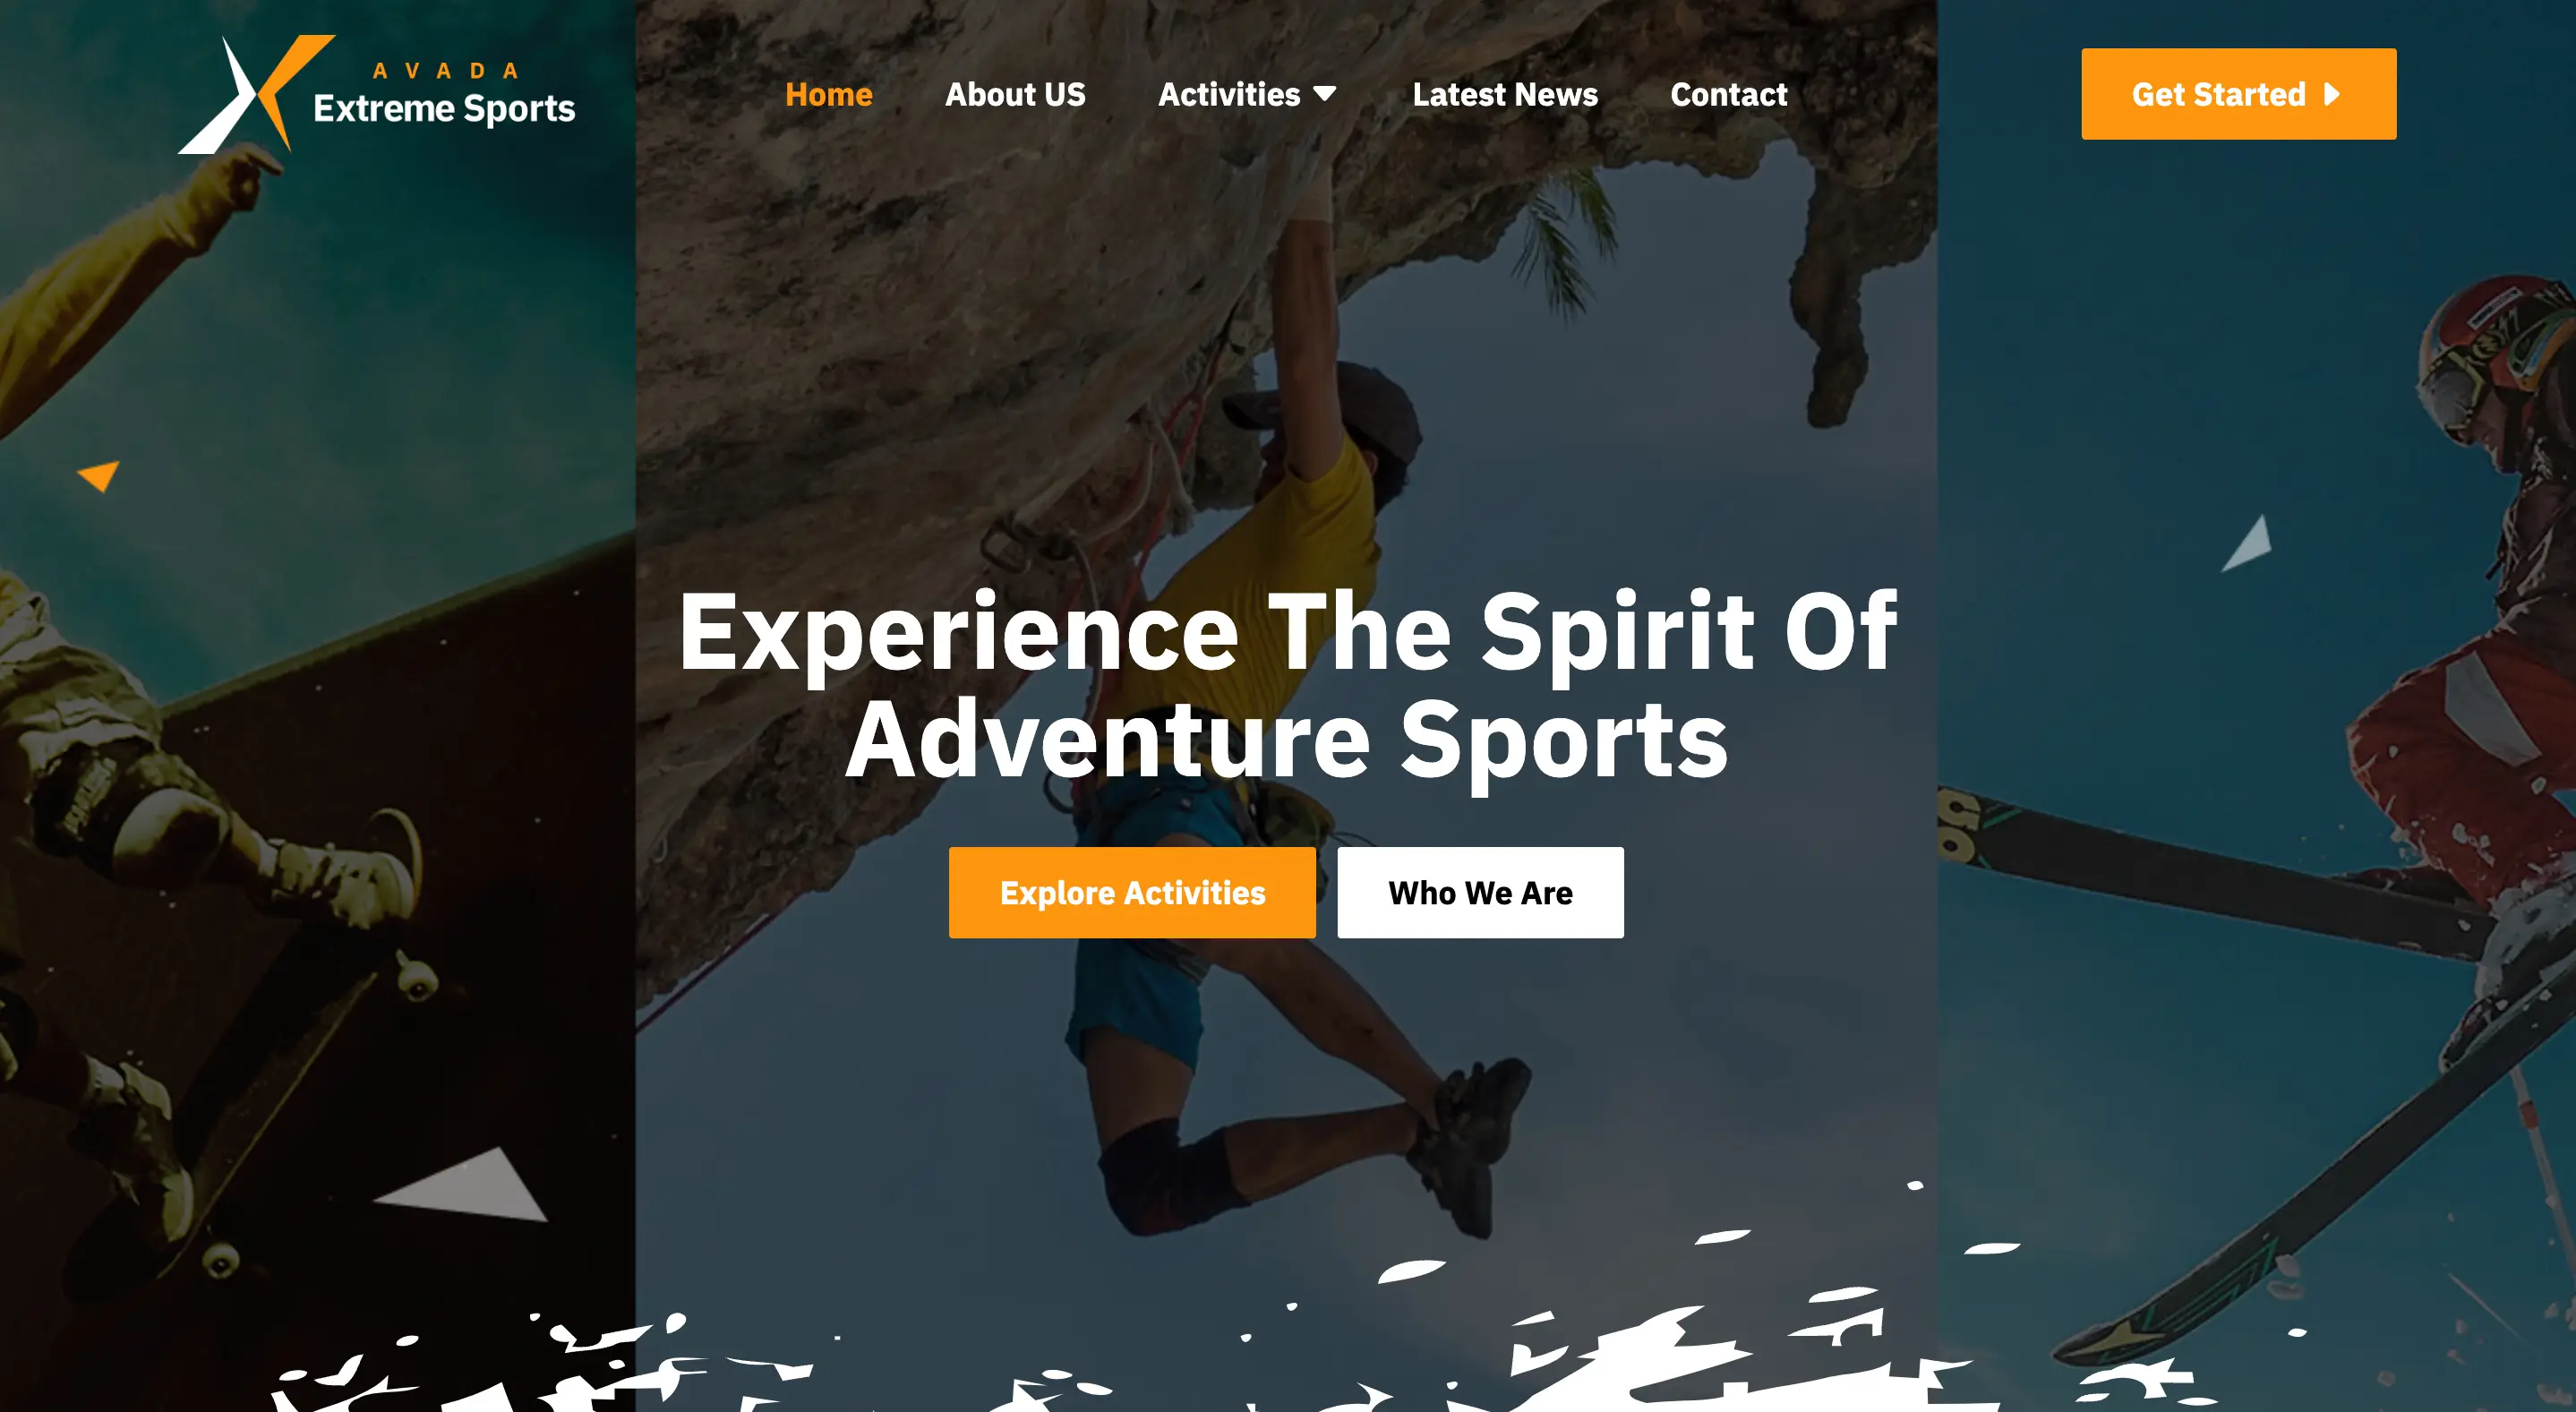 AVADA
Extreme Sports
Home
About US
Activities
Latest News
Contact
Get Started
Experience The Spirit Of
Adventure Sports
Explore Activities
Who We Are